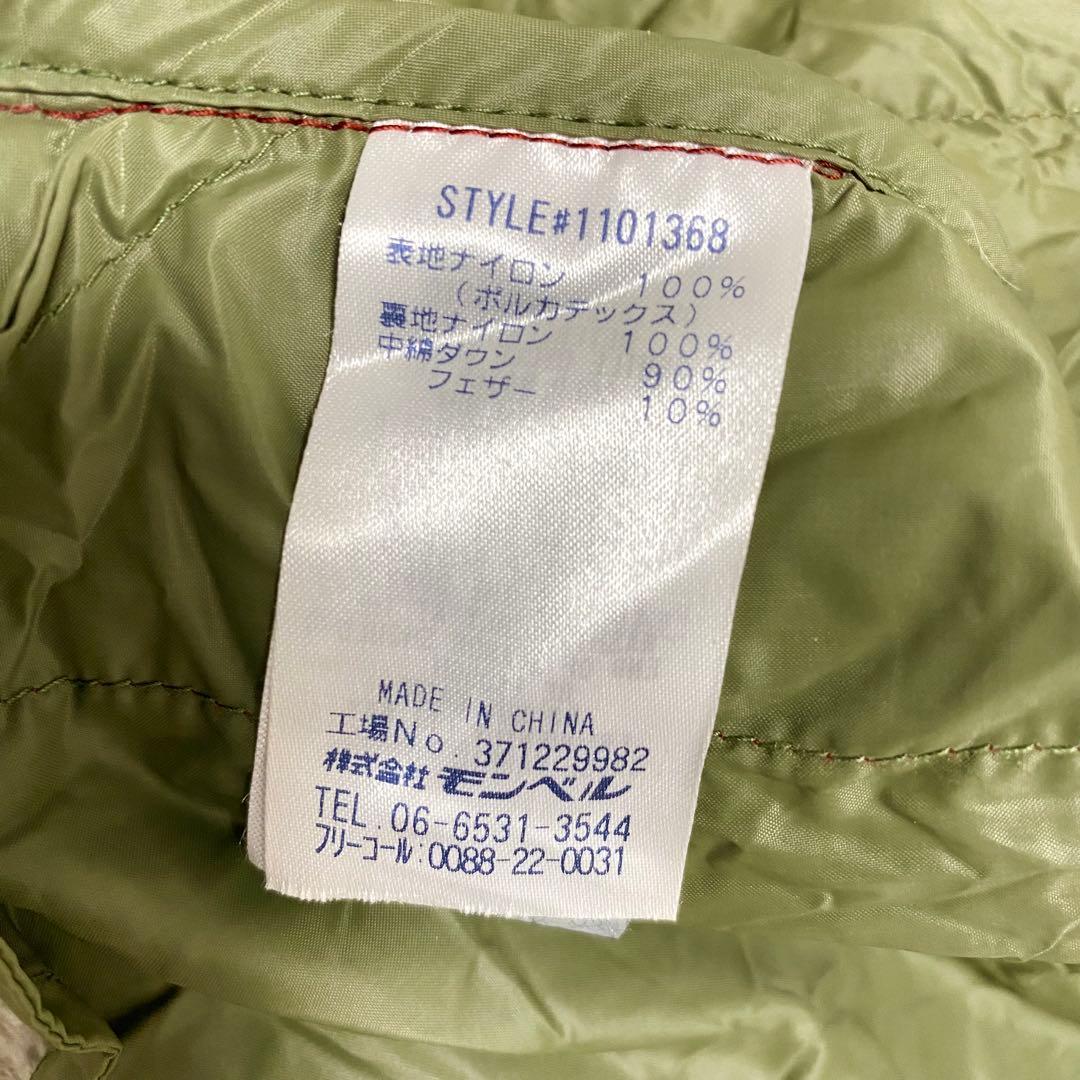 STYLE#1101368
表地ナイロン 100%
(ポルカテックス)
裏地ナイロン 100%
中綿ダウン 90%
フェザー 10%
MADE IN CHINA
工場No.371229982
株式会社モンベル
TEL.06-6531-3544
フリーコール:0088-22-0031